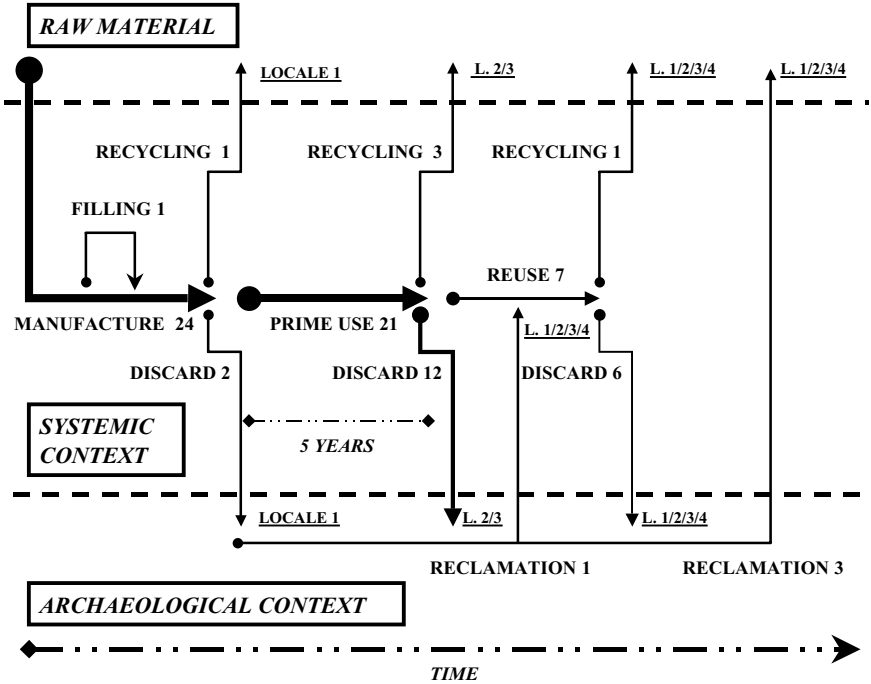 RAW MATERIAL
LOCALE 1
L. 2/3
L. 1/2/3/4
L. 1/2/3/4
RECYCLING 1
RECYCLING 3
RECYCLING 1
FILLING 1
REUSE 7
MANUFACTURE 24
PRIME USE 21
L. 1/2/3/4
DISCARD 2
DISCARD 12
DISCARD 6
SYSTEMIC
CONTEXT
5 YEARS
LOCALE 1
L. 2/3
L. 1/2/3/4
RECLAMATION 1
RECLAMATION 3
ARCHAEOLOGICAL CONTEXT
TIME